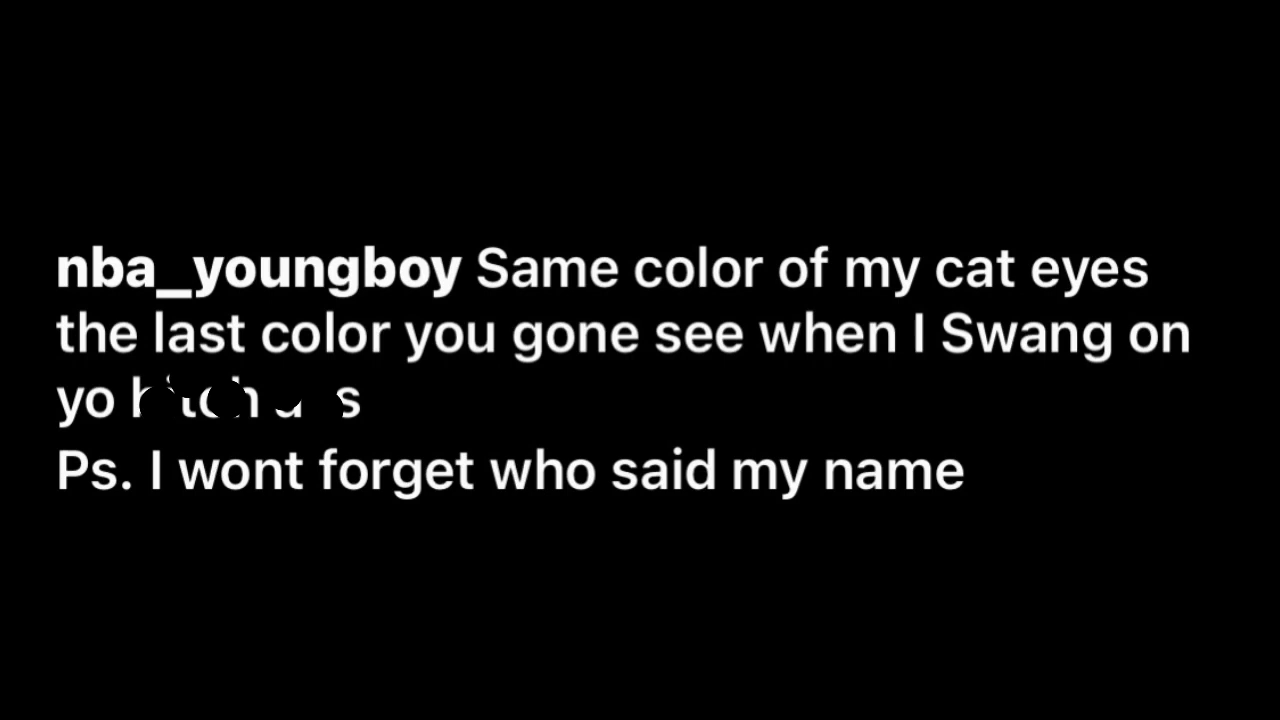 nba_youngboy Same color of my cat eyes
the last color you gone see when I Swang on
yo
Ps. I wont forget who said my name